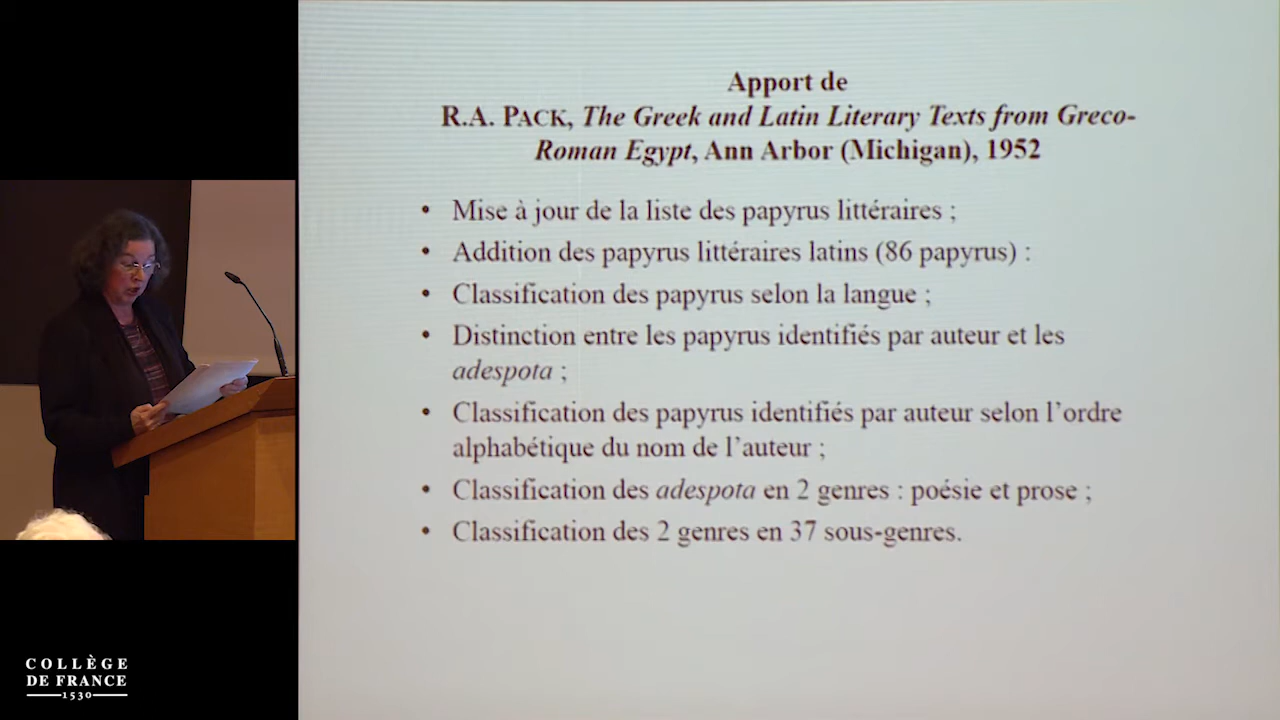 Apport de
R.A. PACK, The Greek and Latin Literary Texts from Greco-
Roman Egypt, Ann Arbor (Michigan), 1952
• Mise à jour de la liste des papyrus littéraires ;
• Addition des papyrus littéraires latins (86 papyrus) :
• Classification des papyrus selon la langue ;
• Distinction entre les papyrus identifiés par auteur et les
adespota ;
• Classification des papyrus identifiés par auteur selon l’ordre
alphabétique du nom de l’auteur ;
• Classification des adespota en 2 genres : poésie et prose ;
• Classification des 2 genres en 37 sous-genres.
COLLÈGE
DE FRANCE
1530